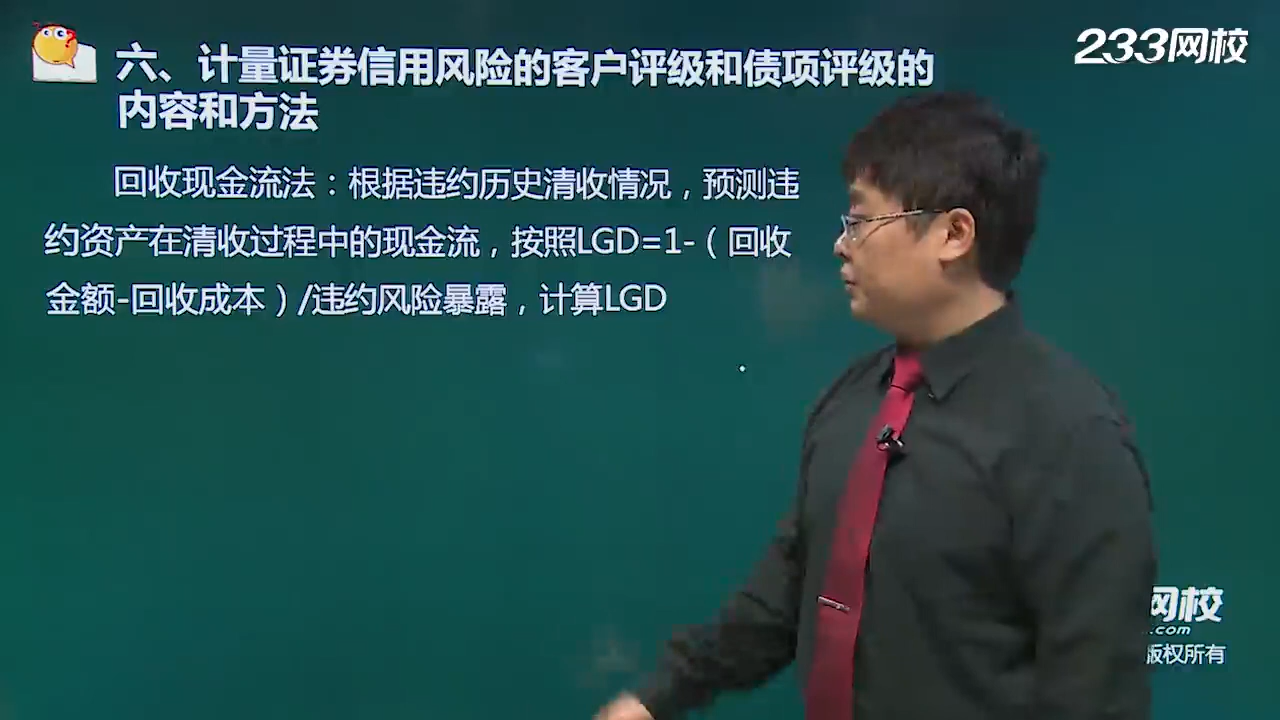 233网校
六、计量证券信用风险的客户评级和债项评级的
内容和方法
回收现金流法：根据违约历史清收情况，预测违
约资产在清收过程中的现金流，按照LGD=1-（回收
金额-回收成本）/违约风险暴露，计算LGD
网校
.com
版权所有